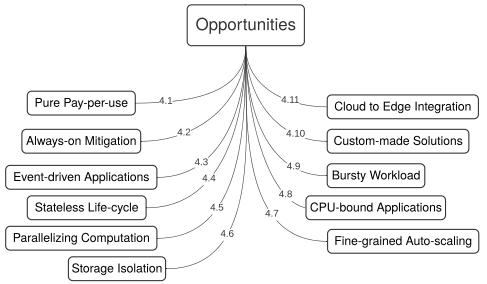 Opportunities
4.1
Pure Pay-per-use
4.2
Always-on Mitigation
4.3
Event-driven Applications
4.4
Stateless Life-cycle
4.5
Parallelizing Computation
4.6
Storage Isolation
4.7
Fine-grained Auto-scaling
4.8
CPU-bound Applications
4.9
Bursty Workload
4.10
Custom-made Solutions
4.11
Cloud to Edge Integration